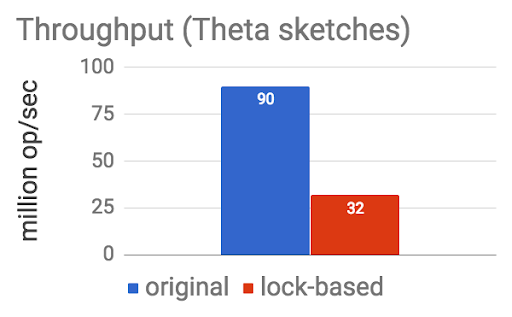 Throughput (Theta sketches)
million op/sec
100
75
50
25
0
90
32
original
lock-based